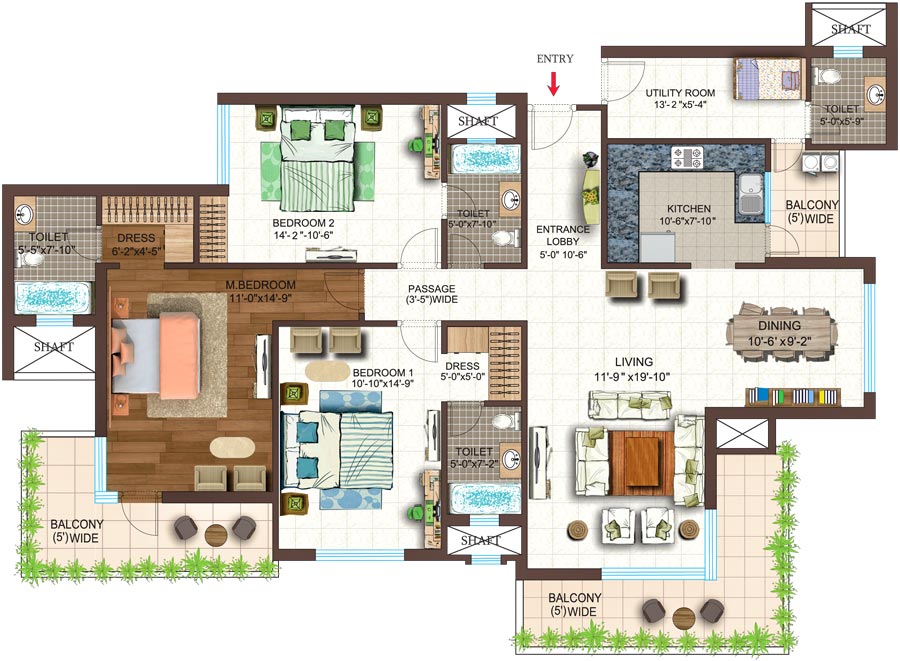 SHAFT
ENTRY
UTILITY ROOM
13'-2"x5'-4"
TOILET
5'-0"x5'-9"
SHAFT
BEDROOM 2
14'-2"-10'-6"
TOILET
5'-0"x7'-10"
ENTRANCE
LOBBY
5'-0" 10'-6"
KITCHEN
10'-6"x7'-10"
BALCONY
(5')WIDE
TOILET
5'-5"x7'-10"
DRESS
6'-2"x4'-5"
M.BEDROOM
11'-0"x14'-9"
PASSAGE
(3'-5")WIDE
SHAFT
BEDROOM 1
10'-10"x14'-9"
DRESS
5'-0"x5'-0"
LIVING
11'-9"x19'-10"
DINING
10'-6'x9'-2"
TOILET
5'-0"x7'-2"
BALCONY
(5')WIDE
SHAFT
BALCONY
(5')WIDE